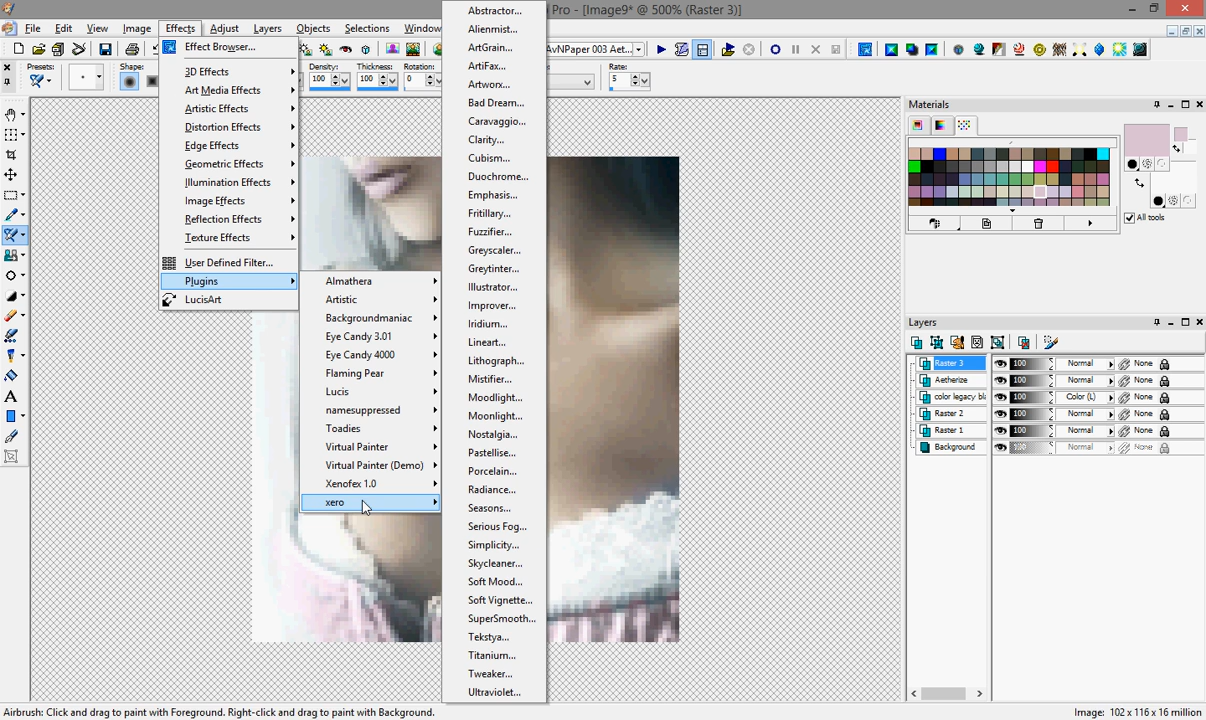 Pro - [Image9* @ 500% (Raster 3)]
File Edit View Image Effects Adjust Layers Objects Selections Window
AvNPaper 003 Aet...
Presets: Shape: Density: Thickness: Rotation: Rate:
100 100 0 5
Effect Browser...
3D Effects
Art Media Effects
Artistic Effects
Distortion Effects
Edge Effects
Geometric Effects
Illumination Effects
Image Effects
Reflection Effects
Texture Effects
User Defined Filter...
Plugins
LucisArt
Almathera
Artistic
Backgroundmaniac
Eye Candy 3.01
Eye Candy 4000
Flaming Pear
Lucis
namesuppressed
Toadies
Virtual Painter
Virtual Painter (Demo)
Xenofex 1.0
xero
Abstractor...
Alienmist...
ArtGrain...
ArtiFax...
Artworx...
Bad Dream...
Caravaggio...
Clarity...
Cubism...
Duochrome...
Emphasis...
Fritillary...
Fuzzifier...
Greyscaler...
Greytinter...
Illustrator...
Improver...
Iridium...
Lineart...
Lithograph...
Mistifier...
Moodlight...
Moonlight...
Nostalgia...
Pastellise...
Porcelain...
Radiance...
Seasons...
Serious Fog...
Simplicity...
Skycleaner...
Soft Mood...
Soft Vignette...
SuperSmooth...
Tekstya...
Titanium...
Tweaker...
Ultraviolet...
Materials
All tools
Layers
Raster 3 100 Normal None
Aetherize 100 Normal None
color legacy bl 100 Color (L) None
Raster 2 100 Normal None
Raster 1 100 Normal None
Background 100 Normal None
Airbrush: Click and drag to paint with Foreground. Right-click and drag to paint with Background.
Image: 102 x 116 x 16 million